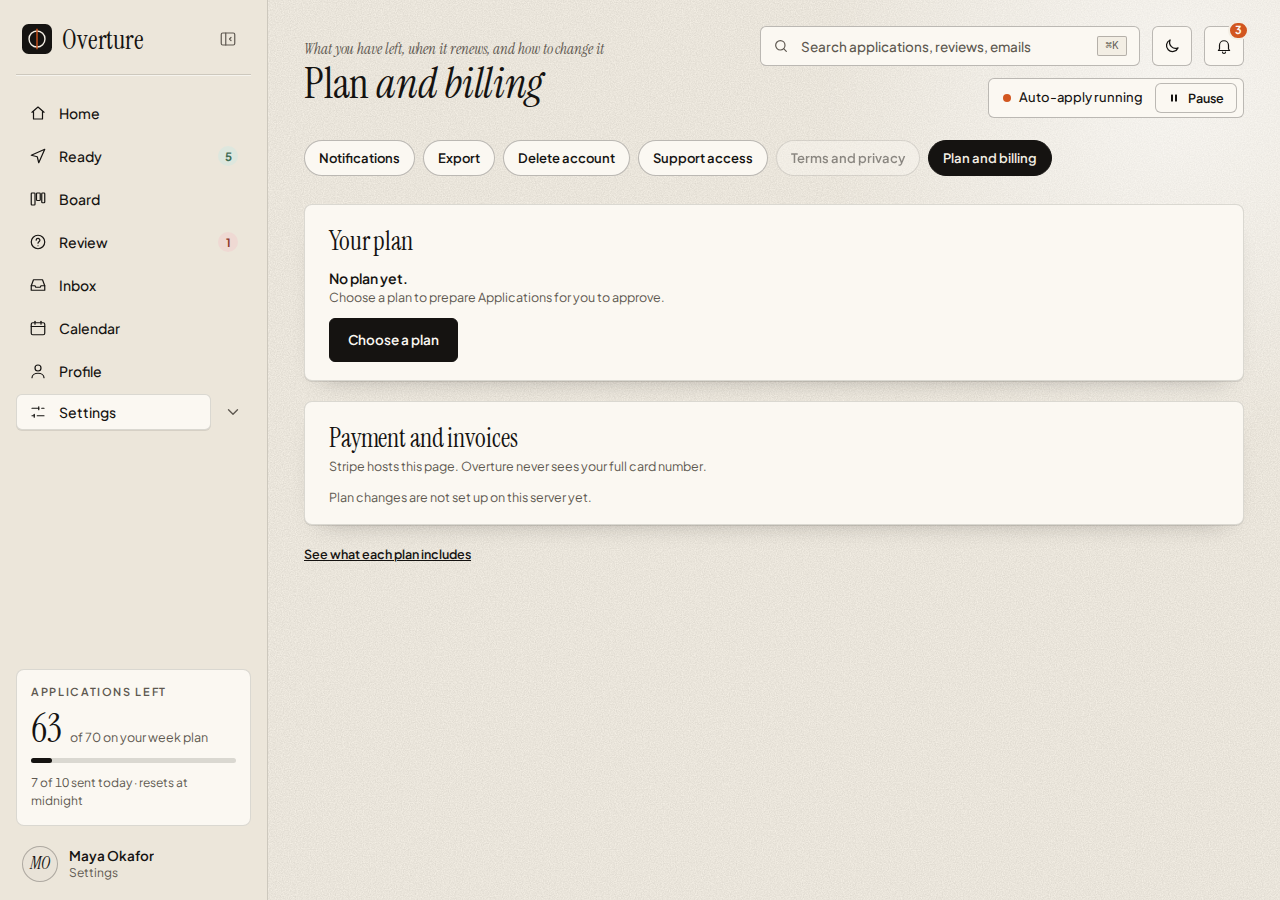 Overture
Home
Ready 5
Board
Review 1
Inbox
Calendar
Profile
Settings
APPLICATIONS LEFT
63 of 70 on your week plan
7 of 10 sent today · resets at
midnight
MO
Maya Okafor
Settings
What you have left, when it renews, and how to change it
Plan and billing
Search applications, reviews, emails ⌘K
3
Auto-apply running
Pause
Notifications
Export
Delete account
Support access
Terms and privacy
Plan and billing
Your plan
No plan yet.
Choose a plan to prepare Applications for you to approve.
Choose a plan
Payment and invoices
Stripe hosts this page. Overture never sees your full card number.
Plan changes are not set up on this server yet.
See what each plan includes